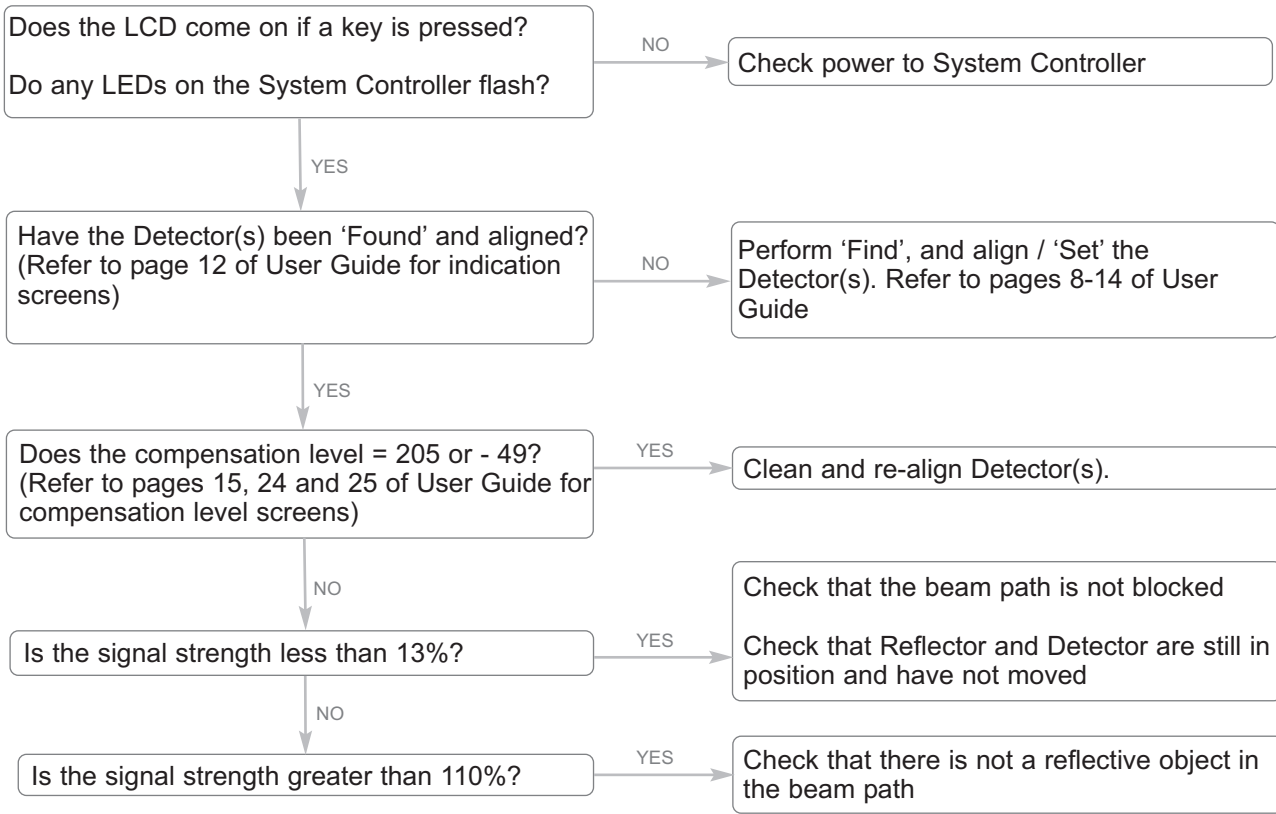 Does the LCD come on if a key is pressed?
Do any LEDs on the System Controller flash?
NO
Check power to System Controller
YES
Have the Detector(s) been ‘Found’ and aligned?
(Refer to page 12 of User Guide for indication
screens)
NO
Perform ‘Find’, and align / ‘Set’ the
Detector(s). Refer to pages 8-14 of User
Guide
YES
Does the compensation level = 205 or - 49?
(Refer to pages 15, 24 and 25 of User Guide for
compensation level screens)
YES
Clean and re-align Detector(s).
NO
Is the signal strength less than 13%?
YES
Check that the beam path is not blocked
Check that Reflector and Detector are still in
position and have not moved
NO
Is the signal strength greater than 110%?
YES
Check that there is not a reflective object in
the beam path